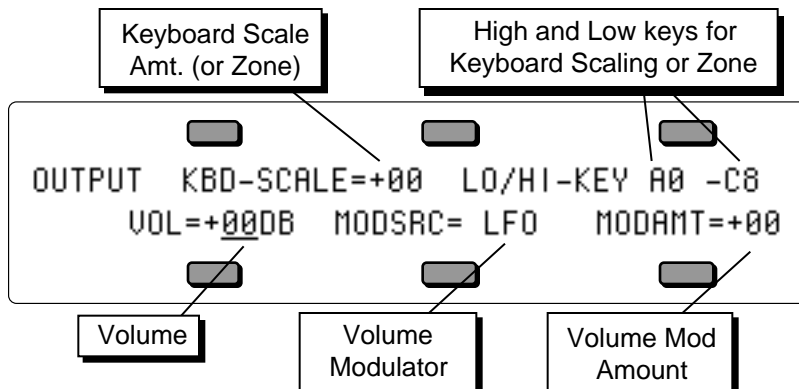 Keyboard Scale
Amt. (or Zone)
High and Low keys for
Keyboard Scaling or Zone
OUTPUT KBD-SCALE=+00 LO/HI-KEY A0 -C8
VOL=+00DB MODSRC= LFO MODAMT=+00
Volume
Volume
Modulator
Volume Mod
Amount